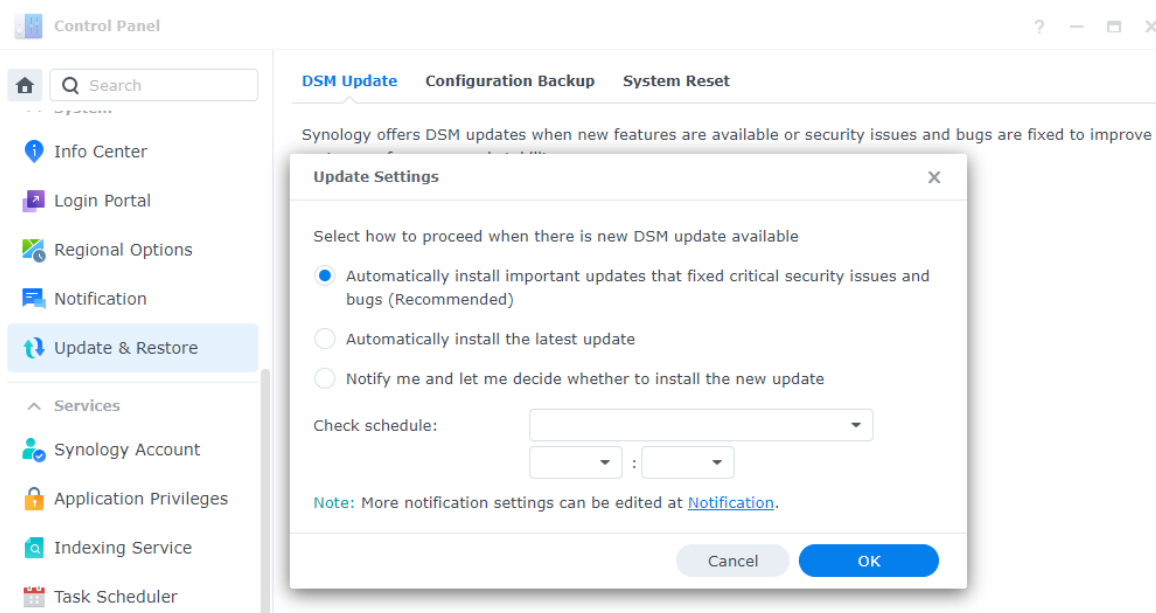 Control Panel
?
Search
DSM Update Configuration Backup System Reset
Synology offers DSM updates when new features are available or security issues and bugs are fixed to improve
Info Center
Login Portal
Regional Options
Notification
Update & Restore
Services
Synology Account
Application Privileges
Indexing Service
Task Scheduler
Update Settings
Select how to proceed when there is new DSM update available
Automatically install important updates that fixed critical security issues and
bugs (Recommended)
Automatically install the latest update
Notify me and let me decide whether to install the new update
Check schedule:
:
Note: More notification settings can be edited at Notification.
Cancel OK